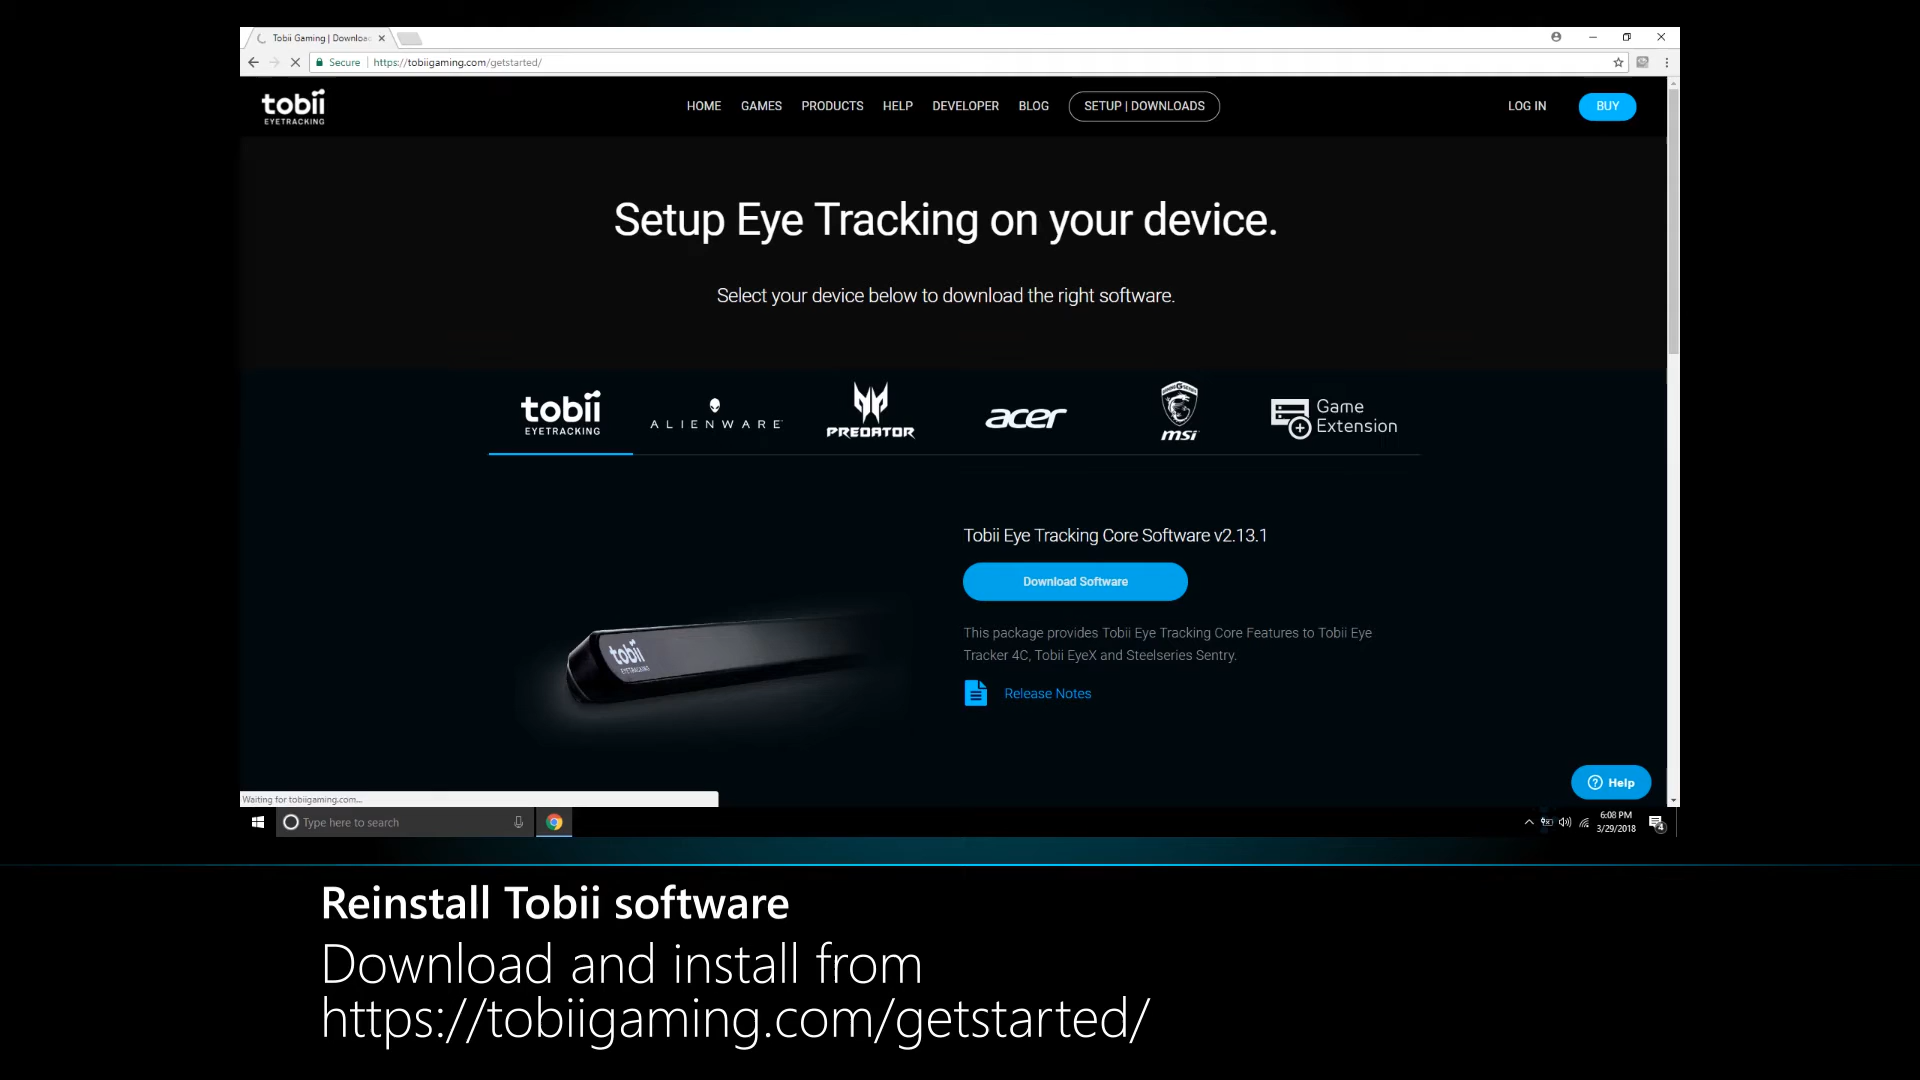 Tobii Gaming | Downloa
Secure | https://tobiigaming.com/getstarted/
tobii
EYETRACKING
HOME GAMES PRODUCTS HELP DEVELOPER BLOG SETUP | DOWNLOADS LOG IN BUY
Setup Eye Tracking on your device.
Select your device below to download the right software.
tobii
EYETRACKING
ALIENWARE
PREDATOR
acer
msi
Game
Extension
Tobii Eye Tracking Core Software v2.13.1
Download Software
This package provides Tobii Eye Tracking Core Features to Tobii Eye
Tracker 4C, Tobii EyeX and Steelseries Sentry.
Release Notes
tobii
EYETRACKING
Help
Waiting for tobiigaming.com...
Type here to search
6:08 PM
3/29/2018
4
Reinstall Tobii software
Download and install from
https://tobiigaming.com/getstarted/